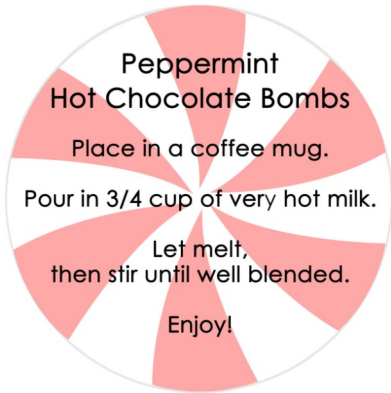 Peppermint
Hot Chocolate Bombs
Place in a coffee mug.
Pour in 3/4 cup of very hot milk.
Let melt,
then stir until well blended.
Enjoy!